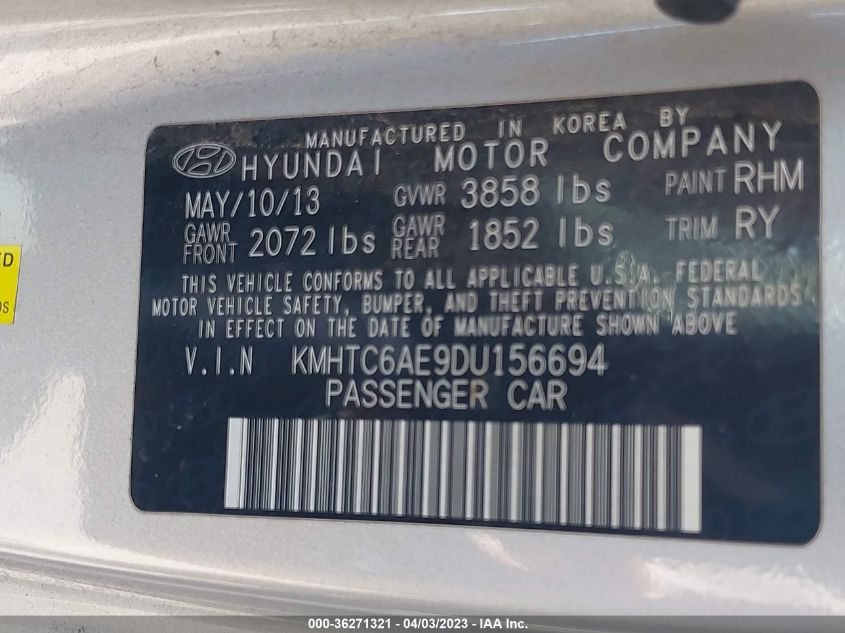 MANUFACTURED IN KOREA BY
HYUNDAI MOTOR COMPANY
MAY/10/13 GVWR 3858 lbs PAINT RHM
GAWR FRONT 2072 lbs GAWR REAR 1852 lbs TRIM RY
THIS VEHICLE CONFORMS TO ALL APPLICABLE U.S.A. FEDERAL
MOTOR VEHICLE SAFETY, BUMPER, AND THEFT PREVENTION STANDARDS
IN EFFECT ON THE DATE OF MANUFACTURE SHOWN ABOVE
V.I.N KMHTC6AE9DU156694
PASSENGER CAR
000-36271321 - 04/03/2023 - IAA Inc.